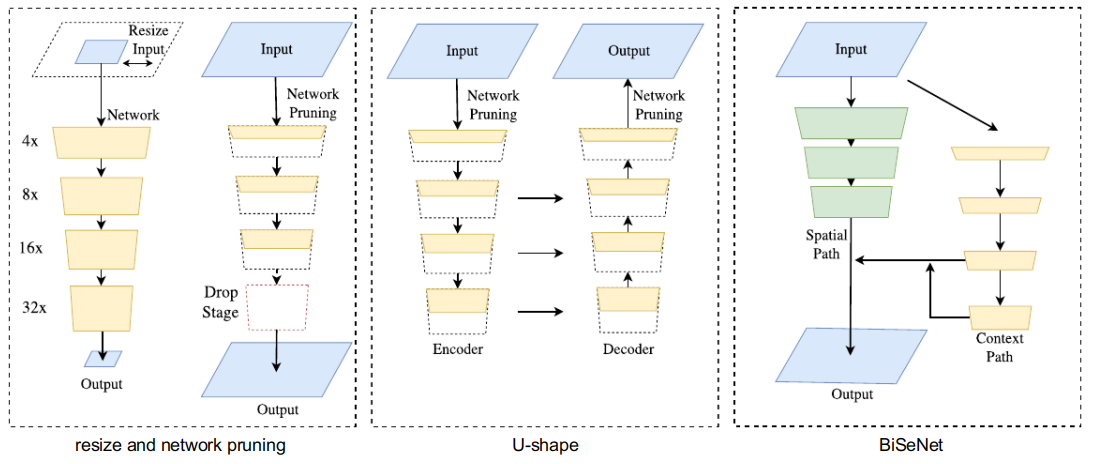 Resize
Input
Network
4x
8x
16x
32x
Output
Input
Network
Pruning
Drop
Stage
Output
resize and network pruning
Input
Network
Pruning
Encoder
Output
Network
Pruning
Decoder
U-shape
Input
Spatial
Path
Context
Path
Output
BiSeNet